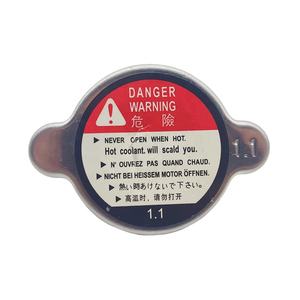 DANGER
WARNING
危 險
▶ NEVER OPEN WHEN HOT.
Hot coolant. will scald you.
▶ N' OUVREZ PAS QUAND CHAUD.
▶ NICHT BEI HEISSEM MOTOR ÖFFNEN.
▶ 熱い時あけないで下さい。
▶ 高温时，请勿打开
1.1
1.1